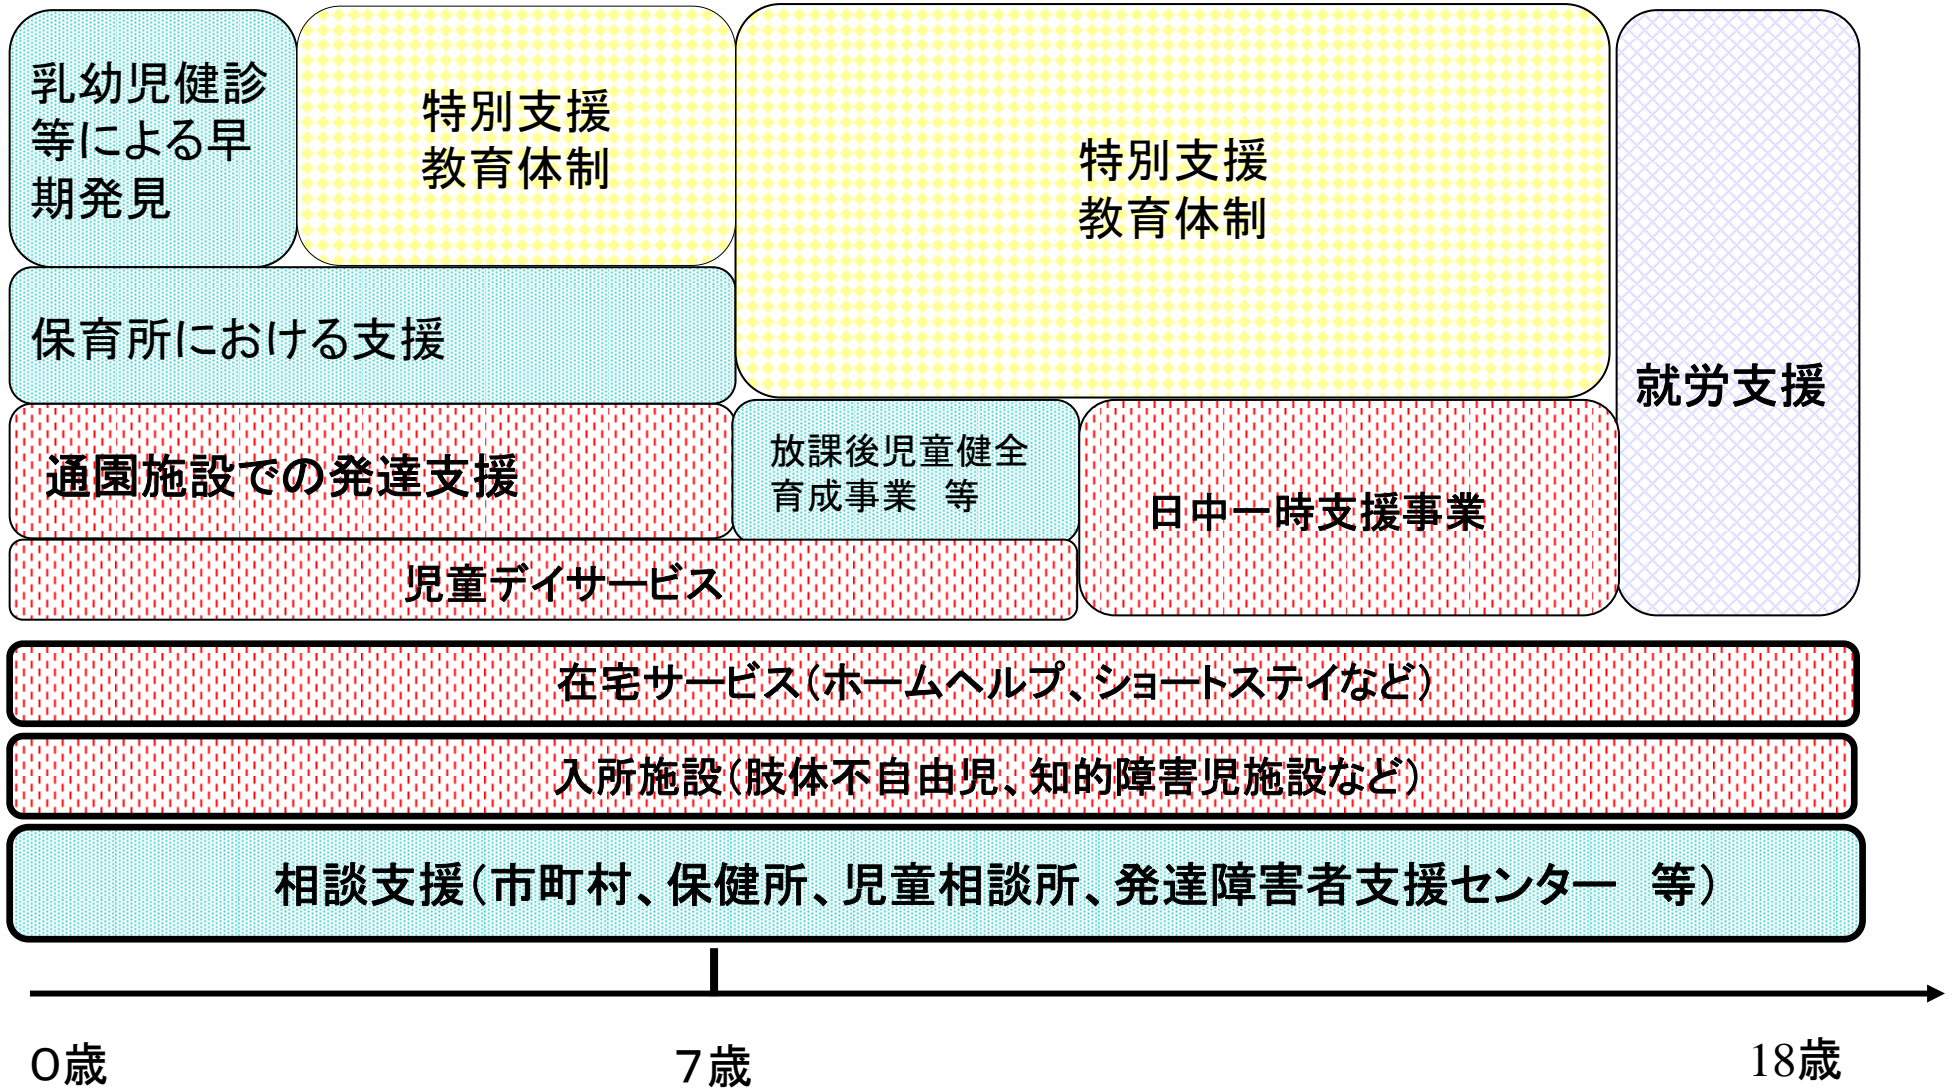 乳幼児健診
等による早
期発見
特別支援
教育体制
特別支援
教育体制
就労支援
保育所における支援
通園施設での発達支援
放課後児童健全
育成事業　等
日中一時支援事業
児童デイサービス
在宅サービス(ホームヘルプ、ショートステイなど)
入所施設(肢体不自由児、知的障害児施設など)
相談支援(市町村、保健所、児童相談所、発達障害者支援センター　等)
0歳
7歳
18歳